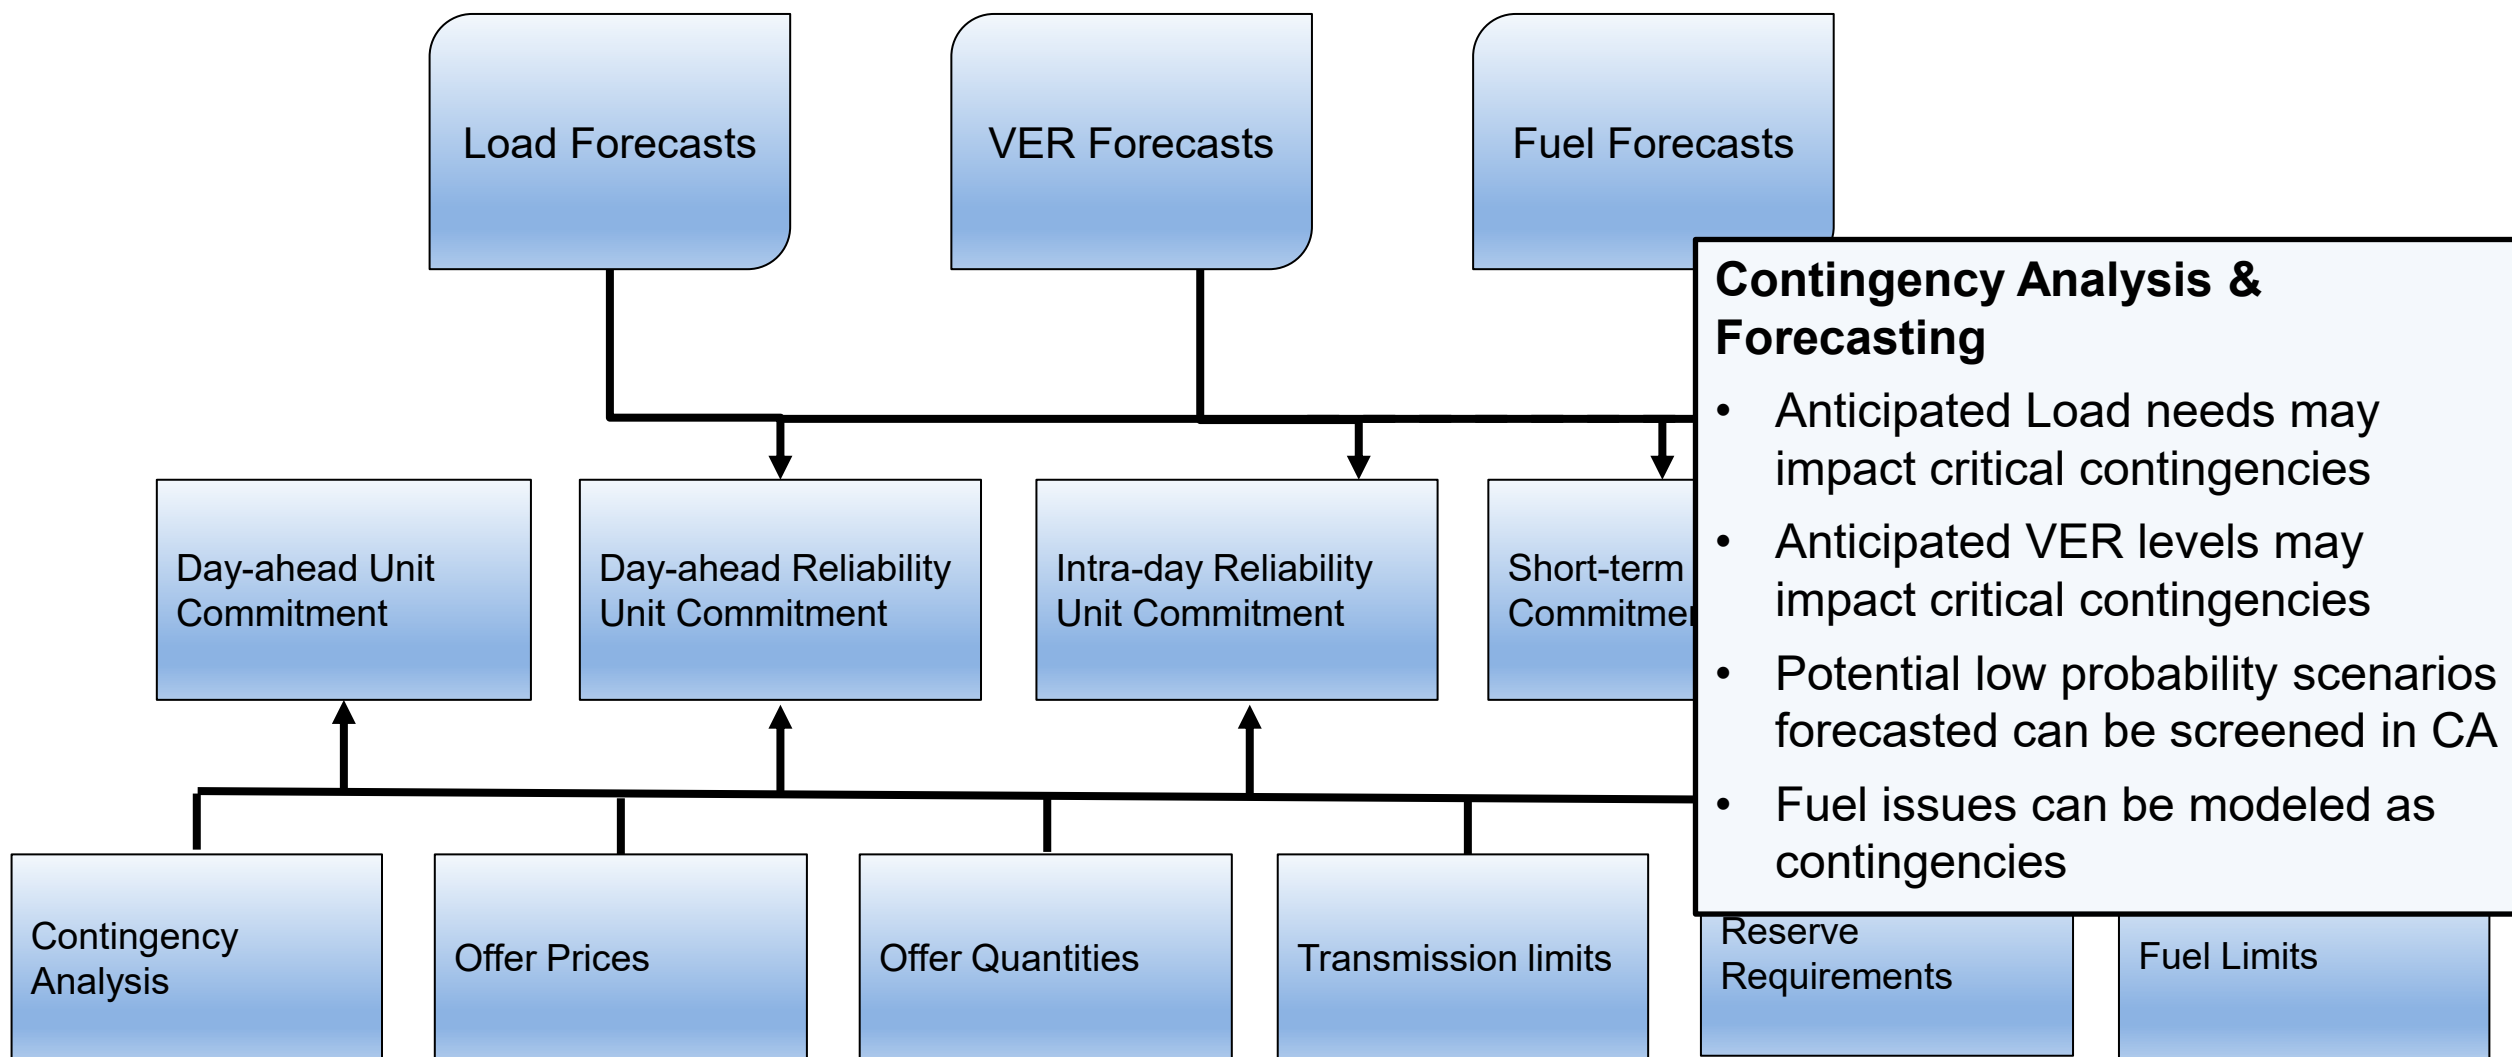 Load Forecasts
VER Forecasts
Fuel Forecasts
Contingency Analysis &
Forecasting
• Anticipated Load needs may
impact critical contingencies
• Anticipated VER levels may
impact critical contingencies
• Potential low probability scenarios
forecasted can be screened in CA
• Fuel issues can be modeled as
contingencies
Day-ahead Unit
Commitment
Day-ahead Reliability
Unit Commitment
Intra-day Reliability
Unit Commitment
Short-term
Contingency
Analysis
Offer Prices
Offer Quantities
Transmission limits
Reserve
Requirements
Fuel Limits